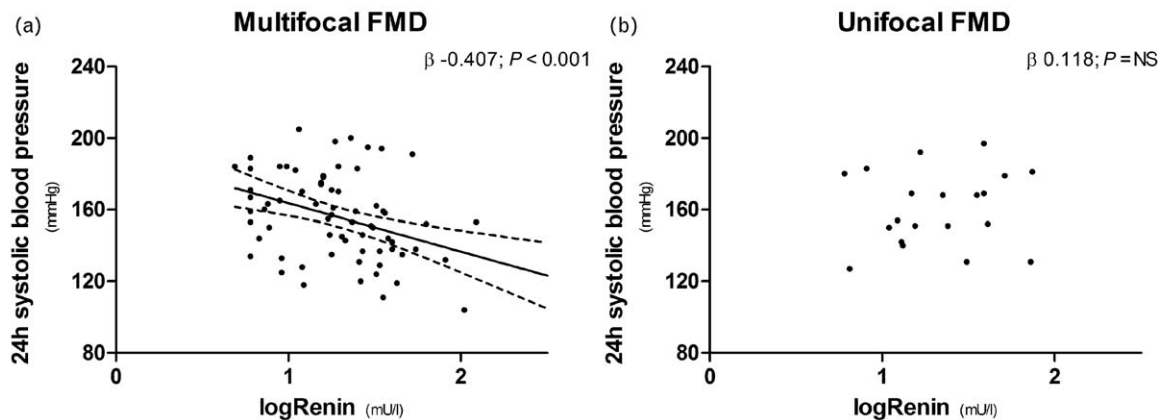 (a)
Multifocal FMD
β -0.407; P < 0.001
24h systolic blood pressure
(mmHg)
240
200
160
120
80
0
1
2
logRenin (mU/l)
(b)
Unifocal FMD
β 0.118; P = NS
24h systolic blood pressure
(mmHg)
240
200
160
120
80
0
1
2
logRenin (mU/l)